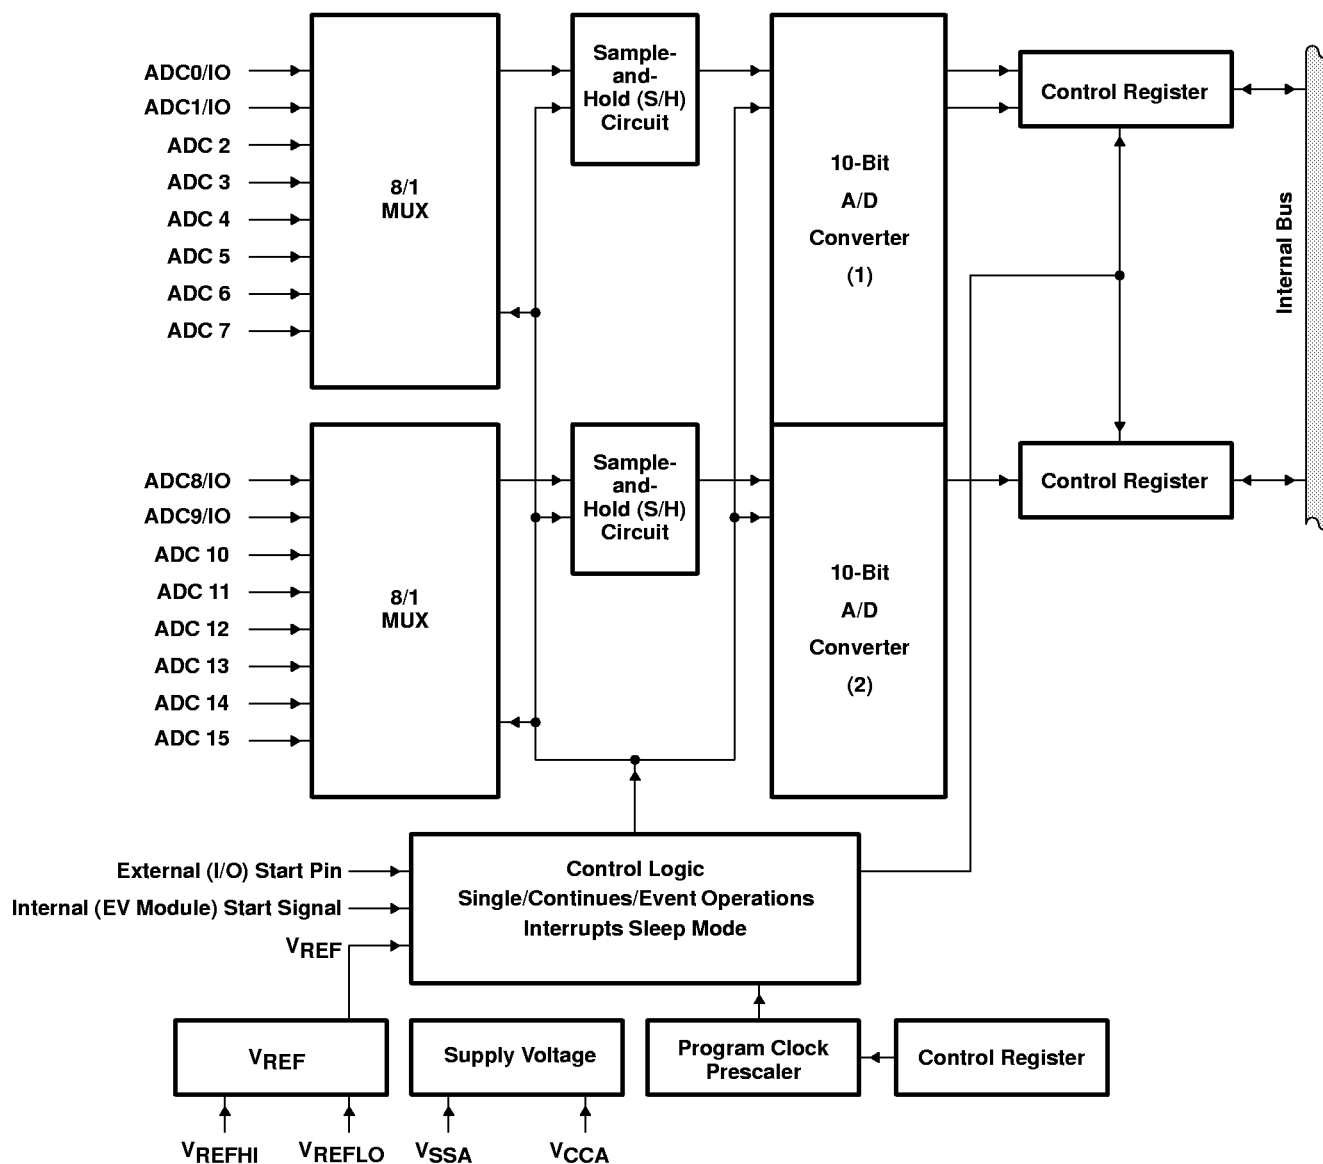 ADC0/IO
ADC1/IO
ADC 2
ADC 3
ADC 4
ADC 5
ADC 6
ADC 7
8/1
MUX
Sample-
and-
Hold (S/H)
Circuit
10-Bit
A/D
Converter
(1)
Control Register
Internal Bus
ADC8/IO
ADC9/IO
ADC 10
ADC 11
ADC 12
ADC 13
ADC 14
ADC 15
8/1
MUX
Sample-
and-
Hold (S/H)
Circuit
10-Bit
A/D
Converter
(2)
Control Register
External (I/O) Start Pin
Internal (EV Module) Start Signal
VREF
Control Logic
Single/Continues/Event Operations
Interrupts Sleep Mode
VREF
Supply Voltage
Program Clock
Prescaler
Control Register
VREFHI
VREFLO
VSSA
VCCA